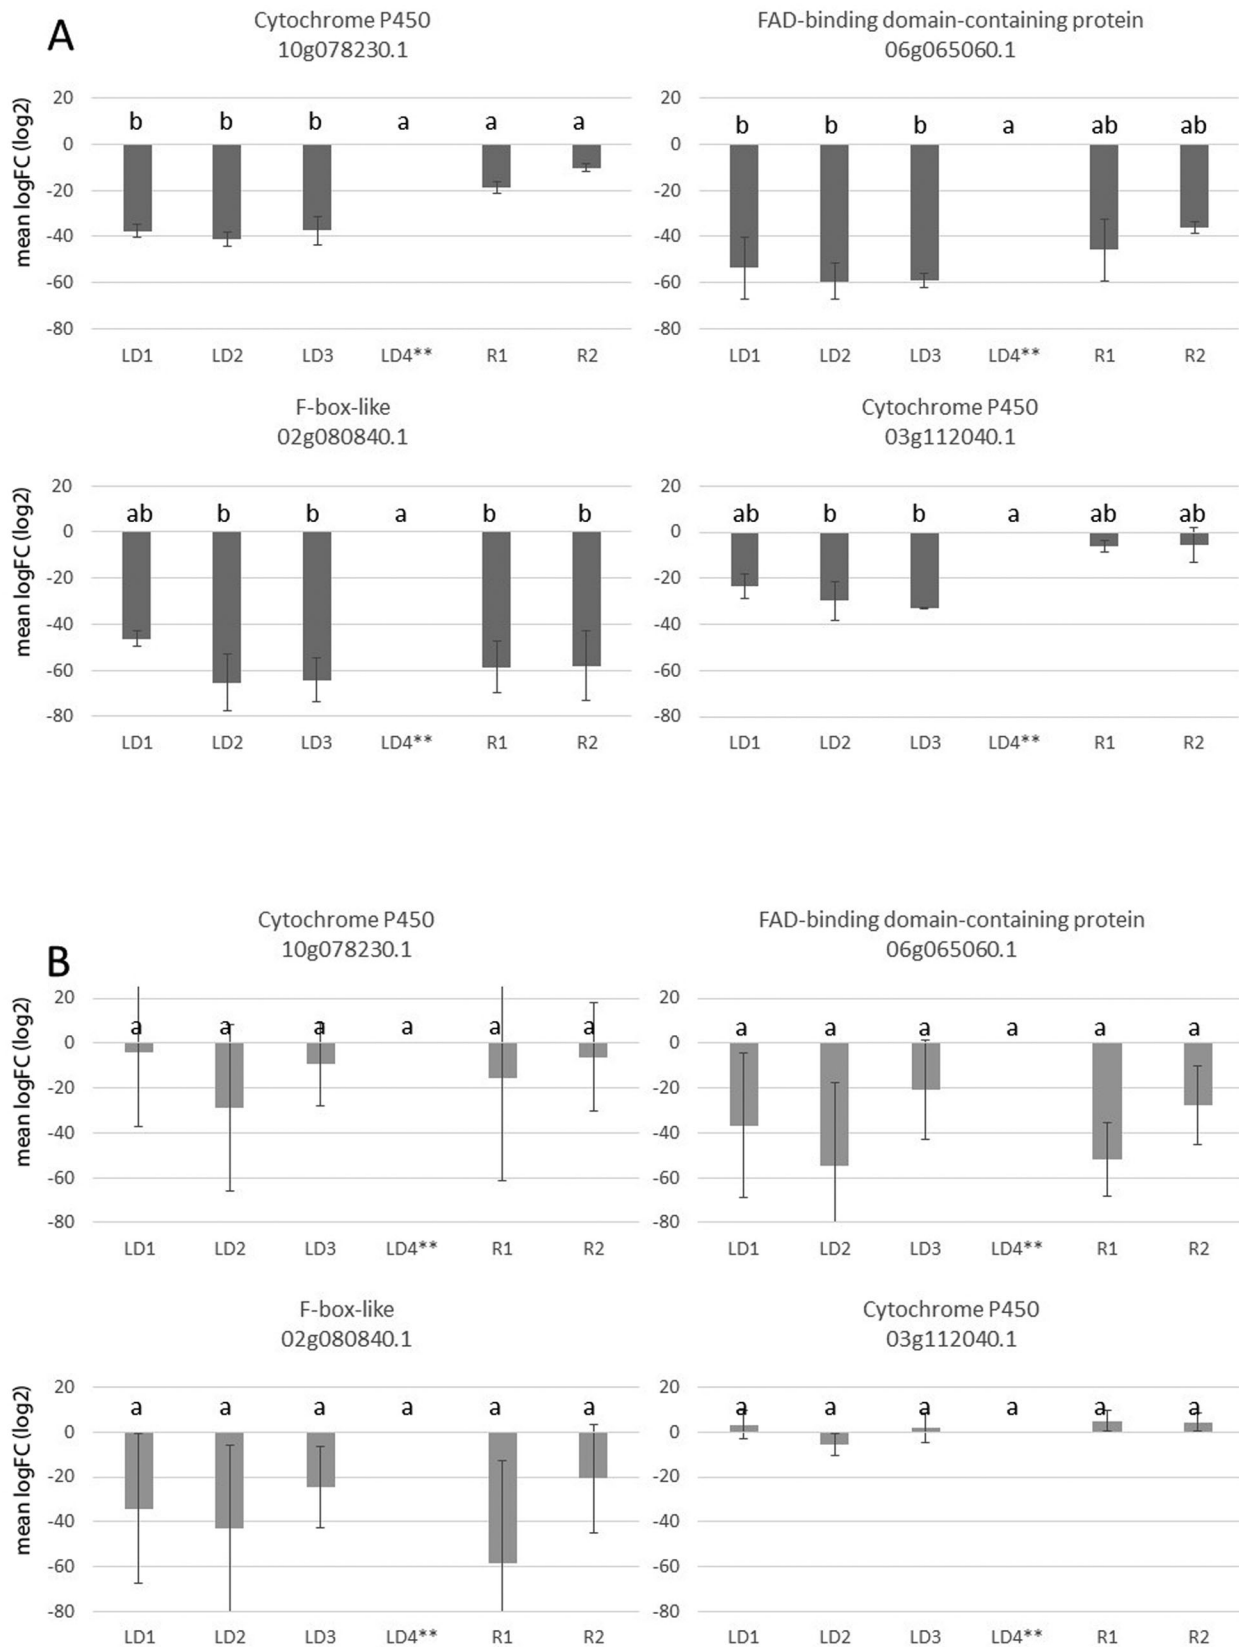 A
Cytochrome P450
10g078230.1
mean logFC (log2)
20
0
-20
-40
-60
-80
b b b a a a
LD1 LD2 LD3 LD4** R1 R2
FAD-binding domain-containing protein
06g065060.1
20
0
-20
-40
-60
-80
b b b a ab ab
LD1 LD2 LD3 LD4** R1 R2
F-box-like
02g080840.1
mean logFC (log2)
20
0
-20
-40
-60
-80
ab b b a b b
LD1 LD2 LD3 LD4** R1 R2
Cytochrome P450
03g112040.1
20
0
-20
-40
-60
-80
ab b b a ab ab
LD1 LD2 LD3 LD4** R1 R2
B
Cytochrome P450
10g078230.1
mean logFC (log2)
20
0
-20
-40
-60
-80
a a a a a a
LD1 LD2 LD3 LD4** R1 R2
FAD-binding domain-containing protein
06g065060.1
20
0
-20
-40
-60
-80
a a a a a a
LD1 LD2 LD3 LD4** R1 R2
F-box-like
02g080840.1
mean logFC (log2)
20
0
-20
-40
-60
-80
a a a a a a
LD1 LD2 LD3 LD4** R1 R2
Cytochrome P450
03g112040.1
20
0
-20
-40
-60
-80
a a a a a a
LD1 LD2 LD3 LD4** R1 R2